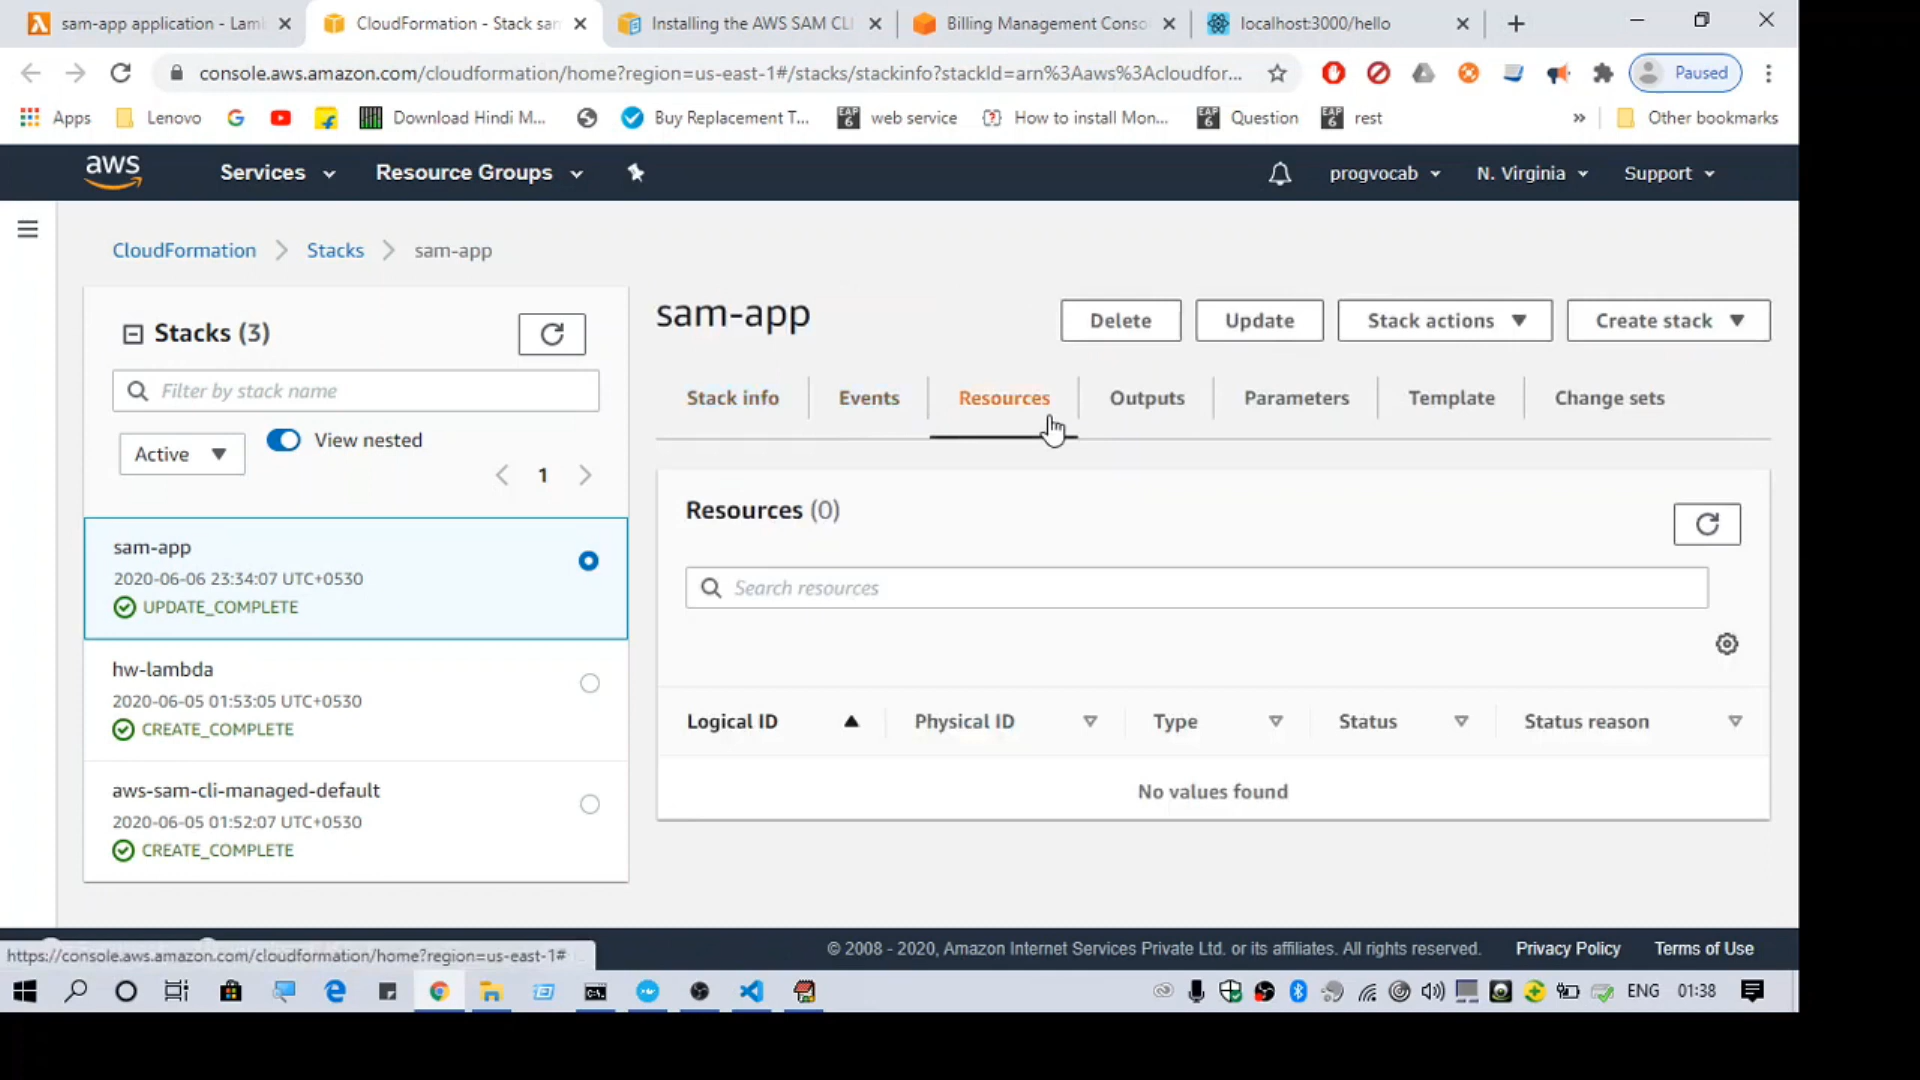 sam-app application - Lam
CloudFormation - Stack sam
Installing the AWS SAM CLI
Billing Management Conso
localhost:3000/hello
console.aws.amazon.com/cloudformation/home?region=us-east-1#/stacks/stackinfo?stackId=arn%3Aaws%3Acloudfor...
Paused
Apps
Lenovo
Download Hindi M...
Buy Replacement T...
EAP 6
web service
How to install Mon...
EAP 6
Question
EAP 6
rest
Other bookmarks
aws
Services
Resource Groups
progvocab
N. Virginia
Support
CloudFormation
Stacks
sam-app
Stacks (3)
Filter by stack name
Active
View nested
1
sam-app
2020-06-06 23:34:07 UTC+0530
UPDATE_COMPLETE
hw-lambda
2020-06-05 01:53:05 UTC+0530
CREATE_COMPLETE
aws-sam-cli-managed-default
2020-06-05 01:52:07 UTC+0530
CREATE_COMPLETE
sam-app
Delete
Update
Stack actions
Create stack
Stack info
Events
Resources
Outputs
Parameters
Template
Change sets
Resources (0)
Search resources
Logical ID
Physical ID
Type
Status
Status reason
No values found
https://console.aws.amazon.com/cloudformation/home?region=us-east-1#
© 2008 - 2020, Amazon Internet Services Private Ltd. or its affiliates. All rights reserved.
Privacy Policy
Terms of Use
ENG
01:38